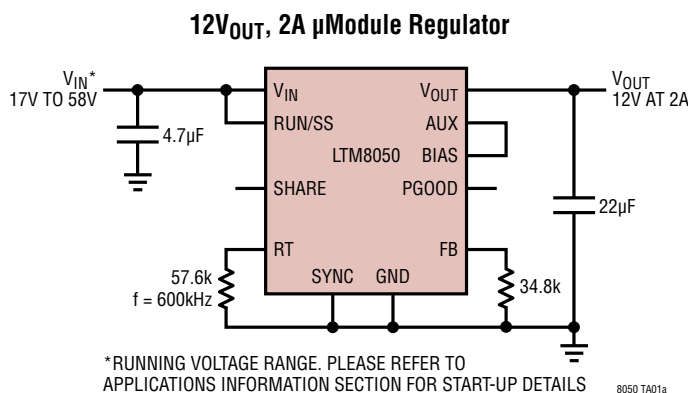 12VOUT, 2A µModule Regulator
VIN*
17V TO 58V
4.7µF
VIN
RUN/SS
SHARE
RT
LTM8050
SYNC
GND
VOUT
AUX
BIAS
PGOOD
FB
VOUT
12V AT 2A
22µF
57.6k
f = 600kHz
34.8k
*RUNNING VOLTAGE RANGE. PLEASE REFER TO
APPLICATIONS INFORMATION SECTION FOR START-UP DETAILS
8050 TA01a